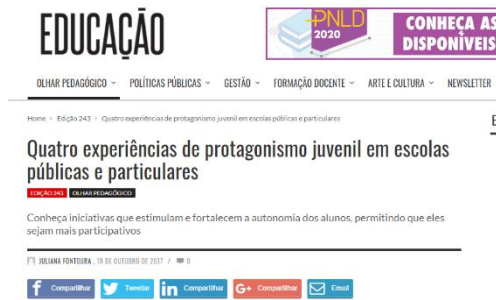 EDUCAÇÃO
PNLD 2020
CONHEÇA AS
DISPONÍVEIS
OLHAR PEDAGÓGICO POLÍTICAS PÚBLICAS GESTÃO FORMAÇÃO DOCENTE ARTE E CULTURA NEWSLETTER
Home > Edição 243 > Quatro experiências de protagonismo juvenil em escolas públicas e particulares
E
Quatro experiências de protagonismo juvenil em escolas
públicas e particulares
EDIÇÃO 243 OLHAR PEDAGÓGICO
Conheça iniciativas que estimulam e fortalecem a autonomia dos alunos, permitindo que eles
sejam mais participativos
JULIANA FONTOURA , 19 DE OUTUBRO DE 2017 / 0
Compartilhar Tweetar Compartilhar Compartilhar Email